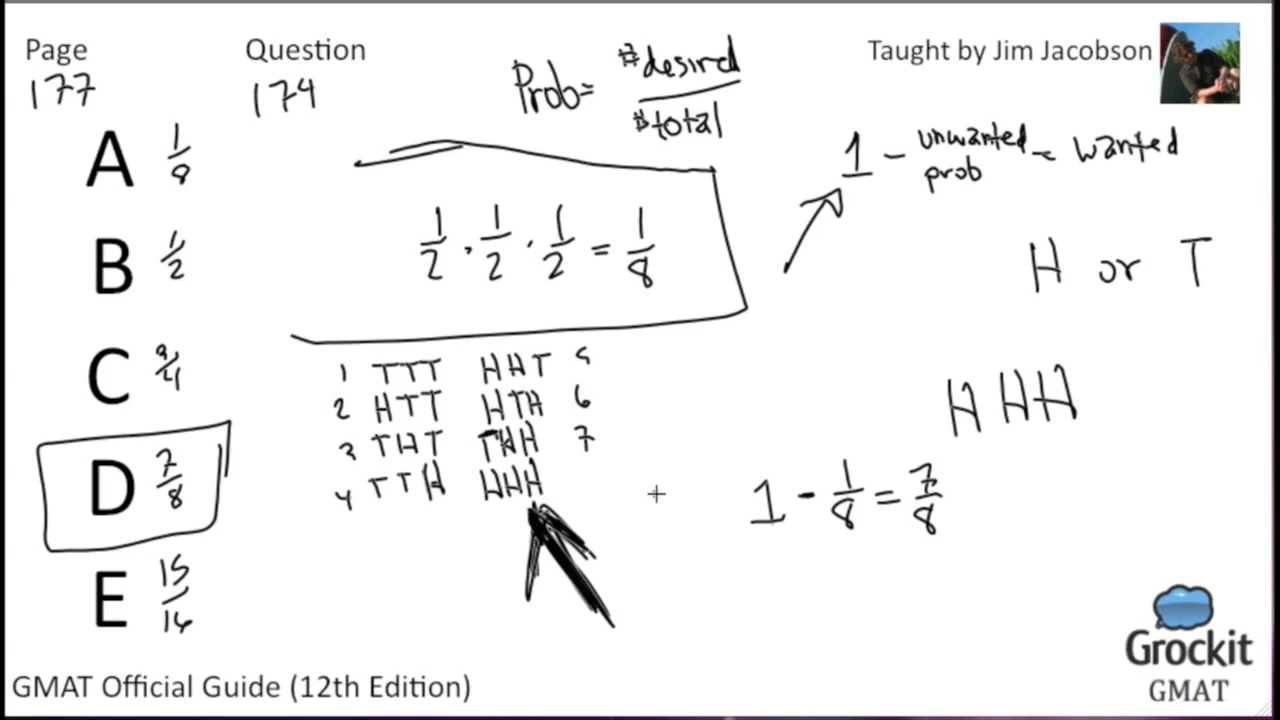 Page
177
Question
174
Prob = #desired / #total
Taught by Jim Jacobson
1 - unwanted prob = wanted
A 1/8
B 1/2
C 3/4
D 7/8
E 15/16
1/2 · 1/2 · 1/2 = 1/8
H or T
1 TTT HHT 5
2 HTT HTH 6
3 THT THH 7
4 TTH HHH
HHH
1 - 1/8 = 7/8
Grockit
GMAT
GMAT Official Guide (12th Edition)